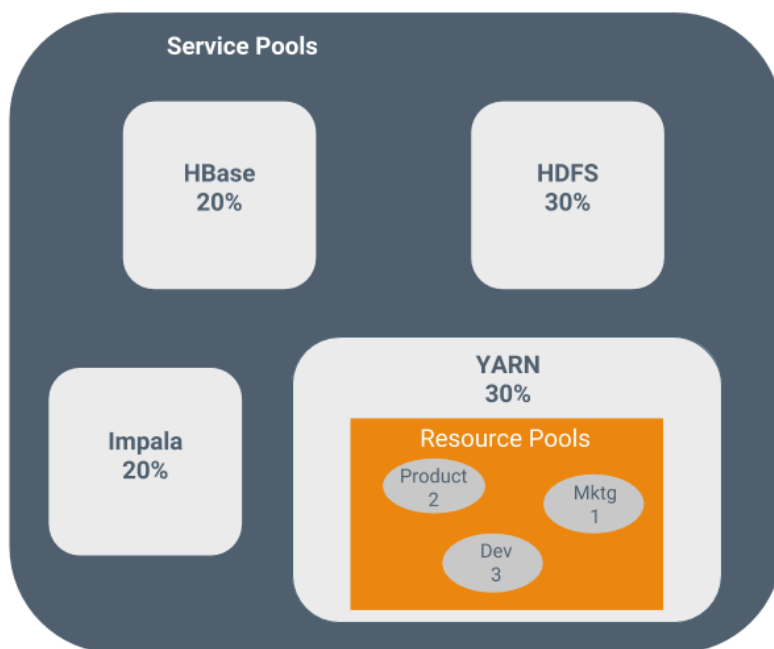 Service Pools
HBase
20%
HDFS
30%
Impala
20%
YARN
30%
Resource Pools
Product
2
Mktg
1
Dev
3